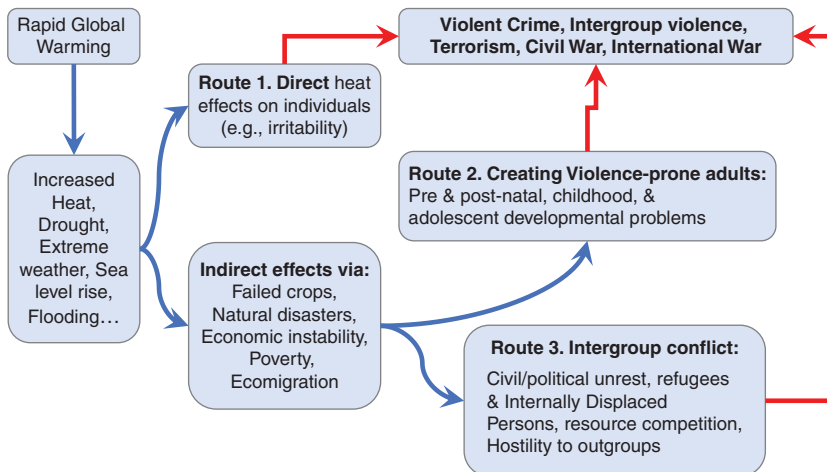 Rapid Global
Warming
Violent Crime, Intergroup violence,
Terrorism, Civil War, International War
Route 1. Direct heat
effects on individuals
(e.g., irritability)
Increased
Heat,
Drought,
Extreme
weather, Sea
level rise,
Flooding…
Route 2. Creating Violence-prone adults:
Pre & post-natal, childhood, &
adolescent developmental problems
Indirect effects via:
Failed crops,
Natural disasters,
Economic instability,
Poverty,
Ecomigration
Route 3. Intergroup conflict:
Civil/political unrest, refugees
& Internally Displaced
Persons, resource competition,
Hostility to outgroups